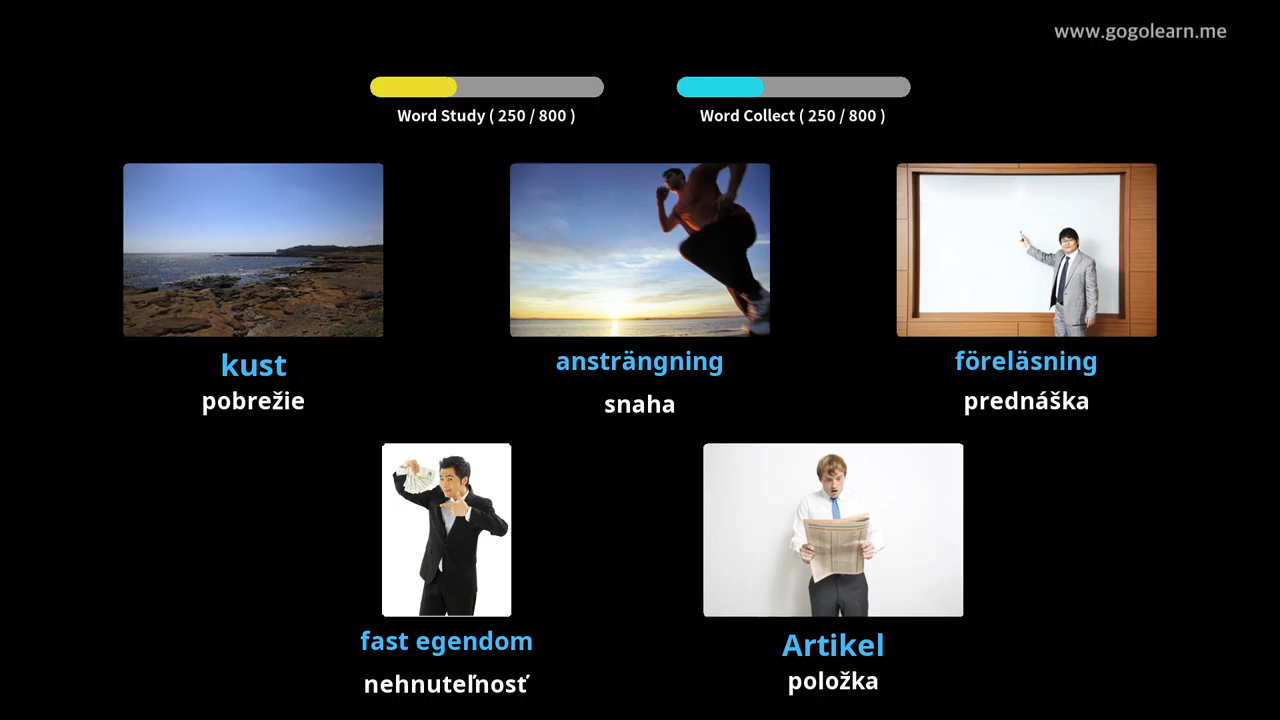 www.gogolearn.me
Word Study ( 250 / 800 )
Word Collect ( 250 / 800 )
kust
ansträngning
föreläsning
pobrežie
snaha
prednáška
fast egendom
Artikel
nehnuteľnosť
položka